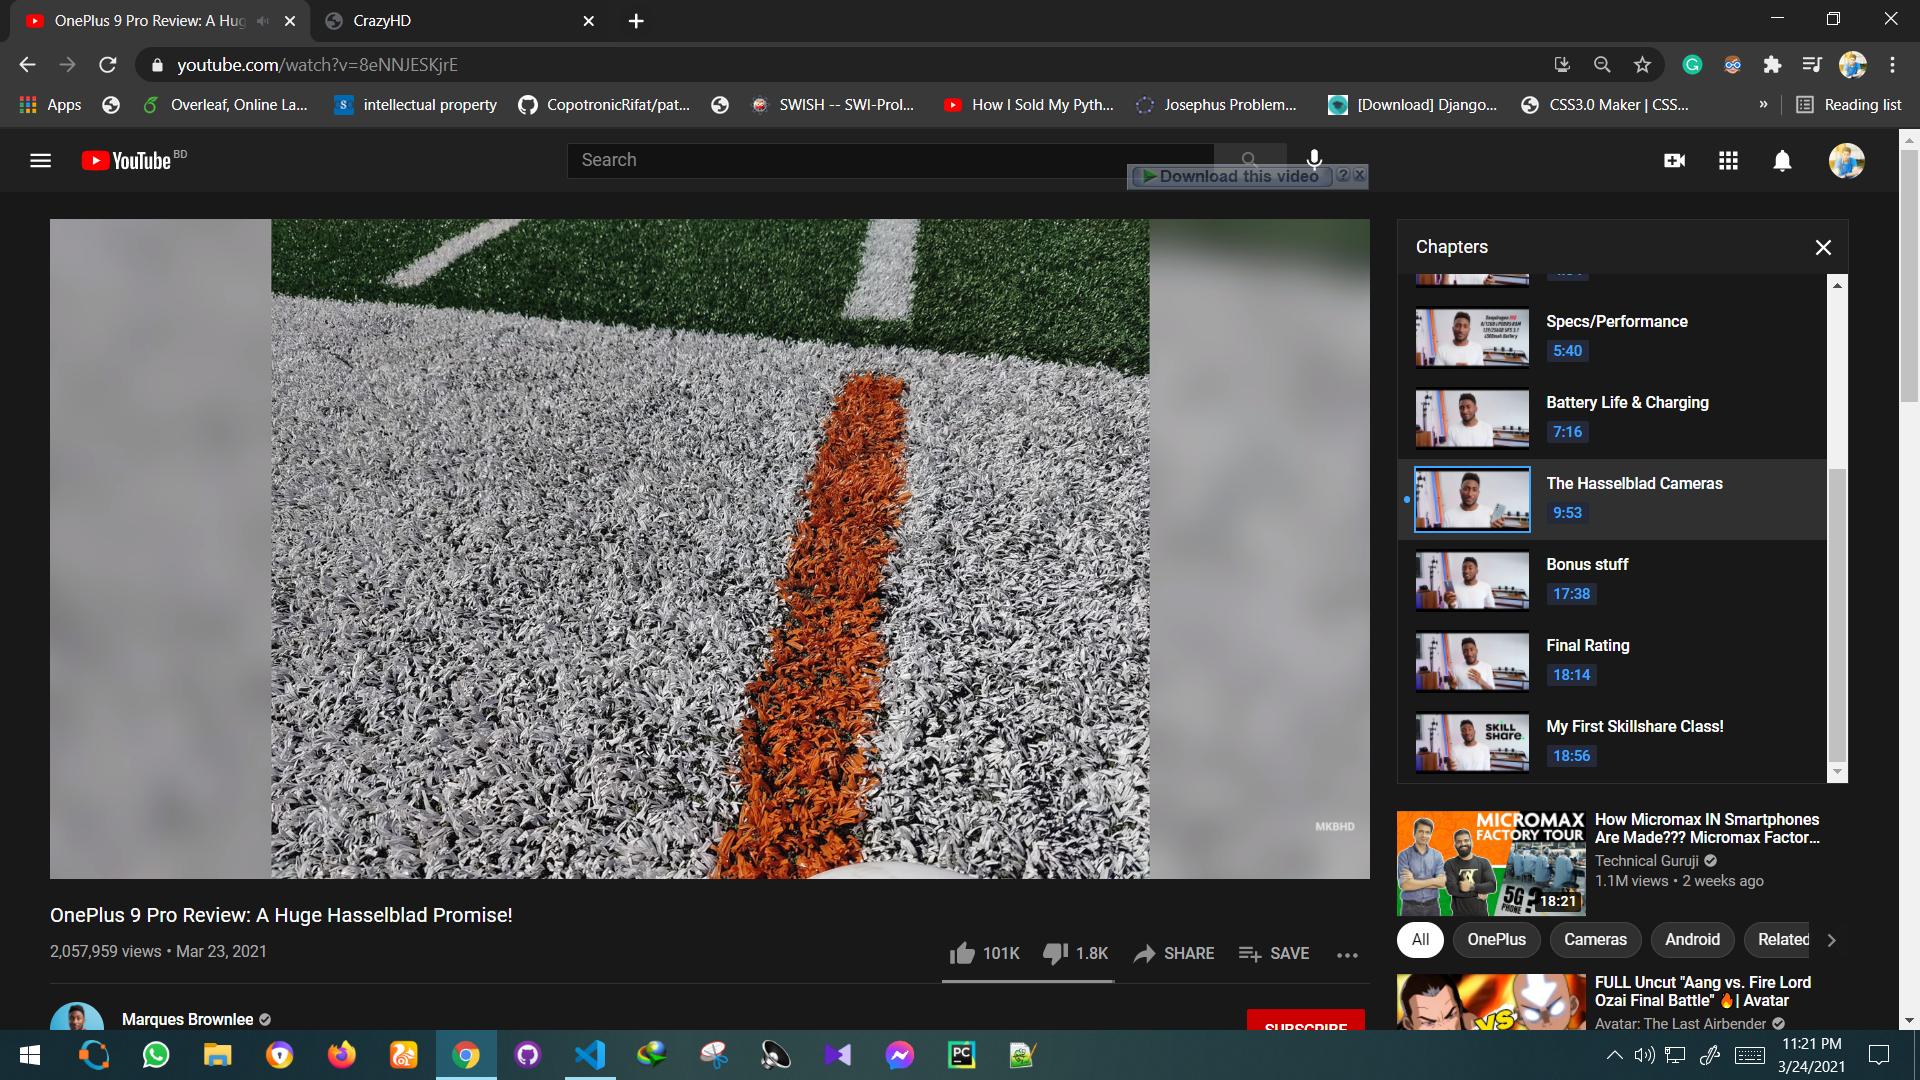 OnePlus 9 Pro Review: A Hug
CrazyHD
youtube.com/watch?v=8eNNJESKjrE
Apps
Overleaf, Online La...
intellectual property
CopotronicRifat/pat...
SWISH -- SWI-Prol...
How I Sold My Pyth...
Josephus Problem...
[Download] Django...
CSS3.0 Maker | CSS...
»
Reading list
YouTube BD
Search
Download this video
Chapters
Specs/Performance
5:40
Battery Life & Charging
7:16
The Hasselblad Cameras
9:53
Bonus stuff
17:38
Final Rating
18:14
SKILL
SHARE.
My First Skillshare Class!
18:56
MKBHD
MICROMAX
FACTORY TOUR
5G
PHONE
18:21
How Micromax IN Smartphones
Are Made??? Micromax Factor...
Technical Guruji
1.1M views • 2 weeks ago
All
OnePlus
Cameras
Android
Related
VS
FULL Uncut "Aang vs. Fire Lord
Ozai Final Battle" 🔥| Avatar
Avatar: The Last Airbender
OnePlus 9 Pro Review: A Huge Hasselblad Promise!
2,057,959 views • Mar 23, 2021
101K
1.8K
SHARE
SAVE
Marques Brownlee
SUBSCRIBE
PC
11:21 PM
3/24/2021